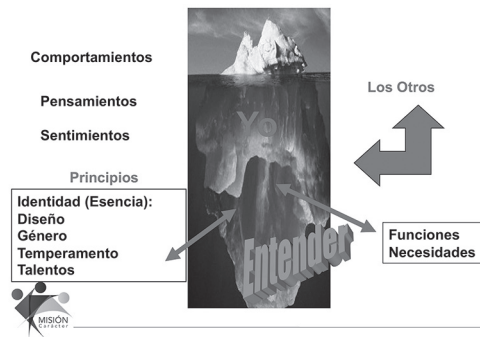 Comportamientos
Pensamientos
Sentimientos
Principios
Identidad (Esencia):
Diseño
Género
Temperamento
Talentos
Yo
Entender
Los Otros
Funciones
Necesidades
MISIÓN
Carácter